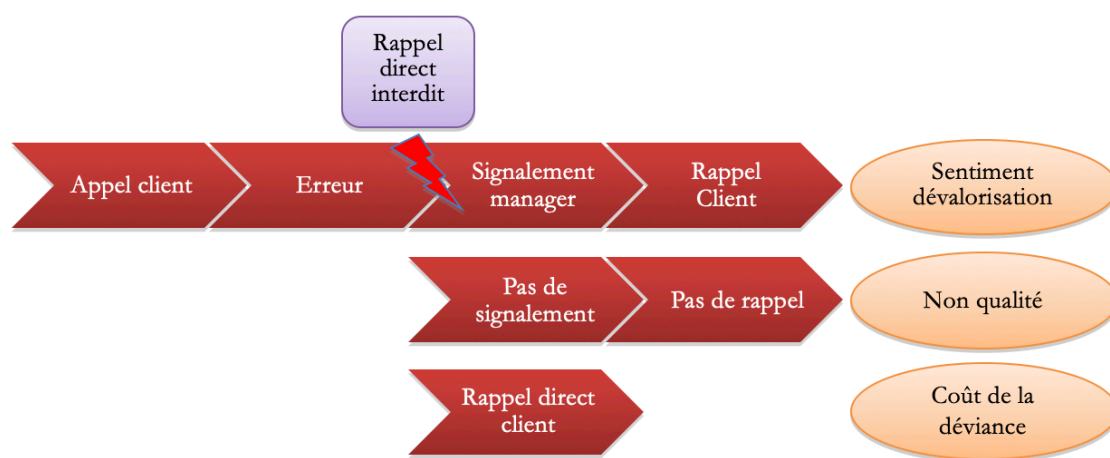 Rappel
direct
interdit
Appel client
Erreur
Signalement
manager
Rappel
Client
Sentiment
dévalorisation
Pas de
signalement
Pas de rappel
Non qualité
Rappel direct
client
Coût de la
déviance